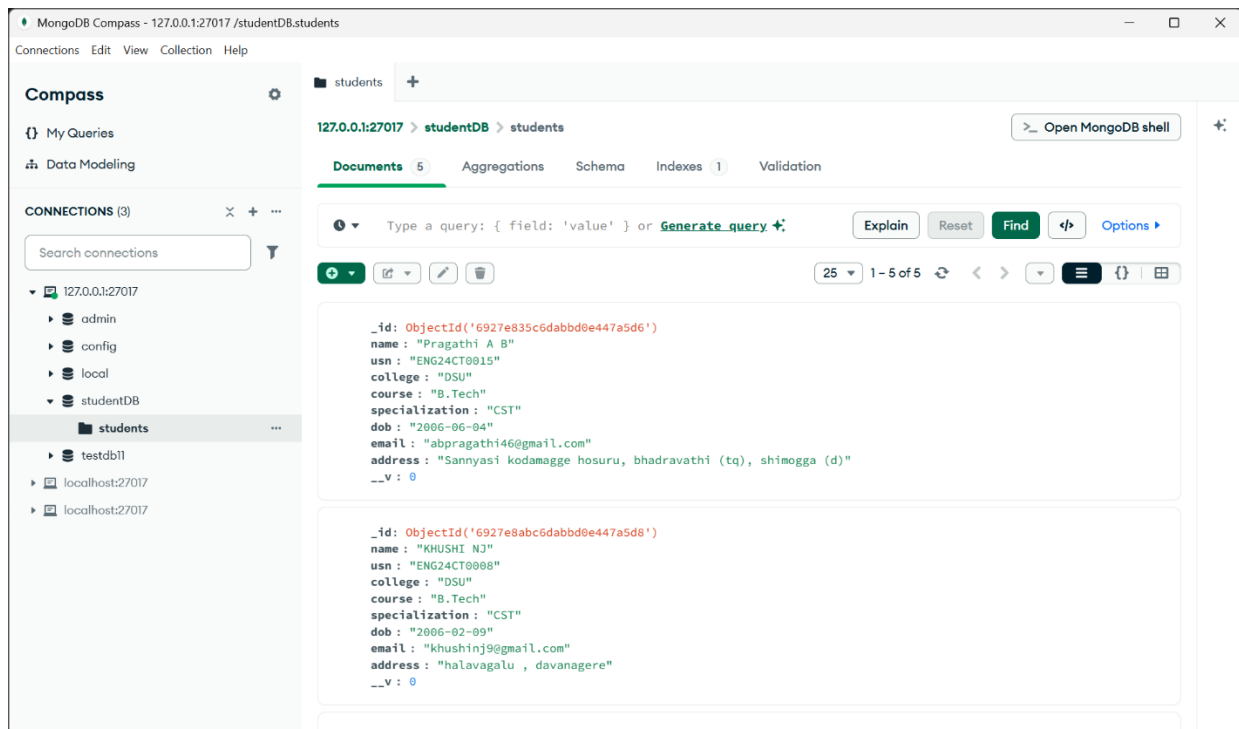 MongoDB Compass - 127.0.0.1:27017 /studentDB.students
Connections Edit View Collection Help
Compass
{} My Queries
Data Modeling
CONNECTIONS (3)
Search connections
127.0.0.1:27017
admin
config
local
studentDB
students
testdb11
localhost:27017
localhost:27017
students
127.0.0.1:27017 > studentDB > students
>_ Open MongoDB shell
Documents 5 Aggregations Schema Indexes 1 Validation
Type a query: { field: 'value' } or Generate query
Explain Reset Find </> Options
25 1 – 5 of 5 {}
_id: ObjectId('6927e835c6dabbd0e447a5d6')
name : "Pragathi A B"
usn : "ENG24CT0015"
college : "DSU"
course : "B.Tech"
specialization : "CST"
dob : "2006-06-04"
email : "abpragathi46@gmail.com"
address : "Sannyasi kodamagge hosuru, bhadravathi (tq), shimogga (d)"
__v : 0
_id: ObjectId('6927e8abc6dabbd0e447a5d8')
name : "KHUSHI NJ"
usn : "ENG24CT0008"
college : "DSU"
course : "B.Tech"
specialization : "CST"
dob : "2006-02-09"
email : "khushinj9@gmail.com"
address : "halavagalu , davanagere"
__v : 0